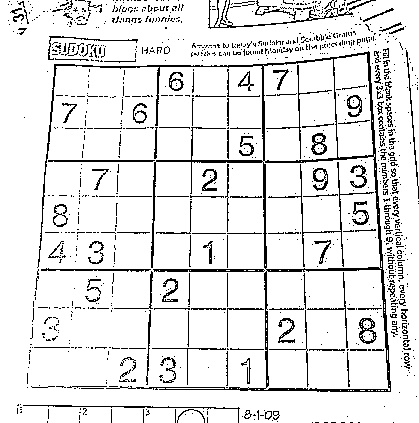 blogs about all
things funnies.
SUDOKU HARD Answers to today's Sudoku and Scrabble Grams
puzzles can be found Monday on the preceding page.
6 4 7
7 6 9
5 8
7 2 9 3
8 5
4 3 1 7
5 2
3 2 8
2 3 1
Fill in the blank spaces in the grid so that every vertical column, every horizontal row
and every 3x3 box contains the numbers 1 through 9, without repeating any.
1 2 3
8-1-09